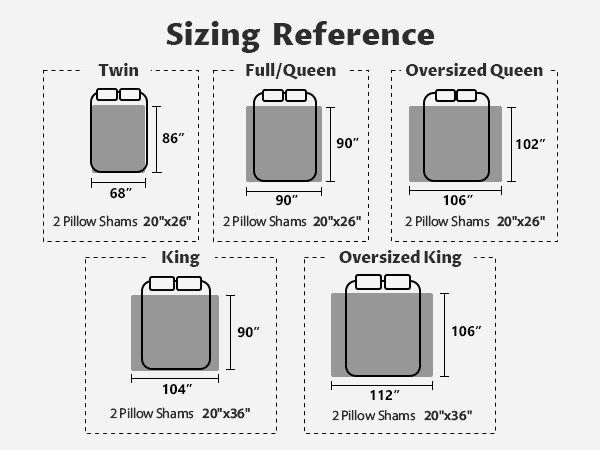 Sizing Reference
Twin
86”
68”
2 Pillow Shams 20"x26"
Full/Queen
90”
90”
2 Pillow Shams 20"x26"
Oversized Queen
102”
106”
2 Pillow Shams 20"x26"
King
90”
104”
2 Pillow Shams 20"x36"
Oversized King
106”
112”
2 Pillow Shams 20"x36"